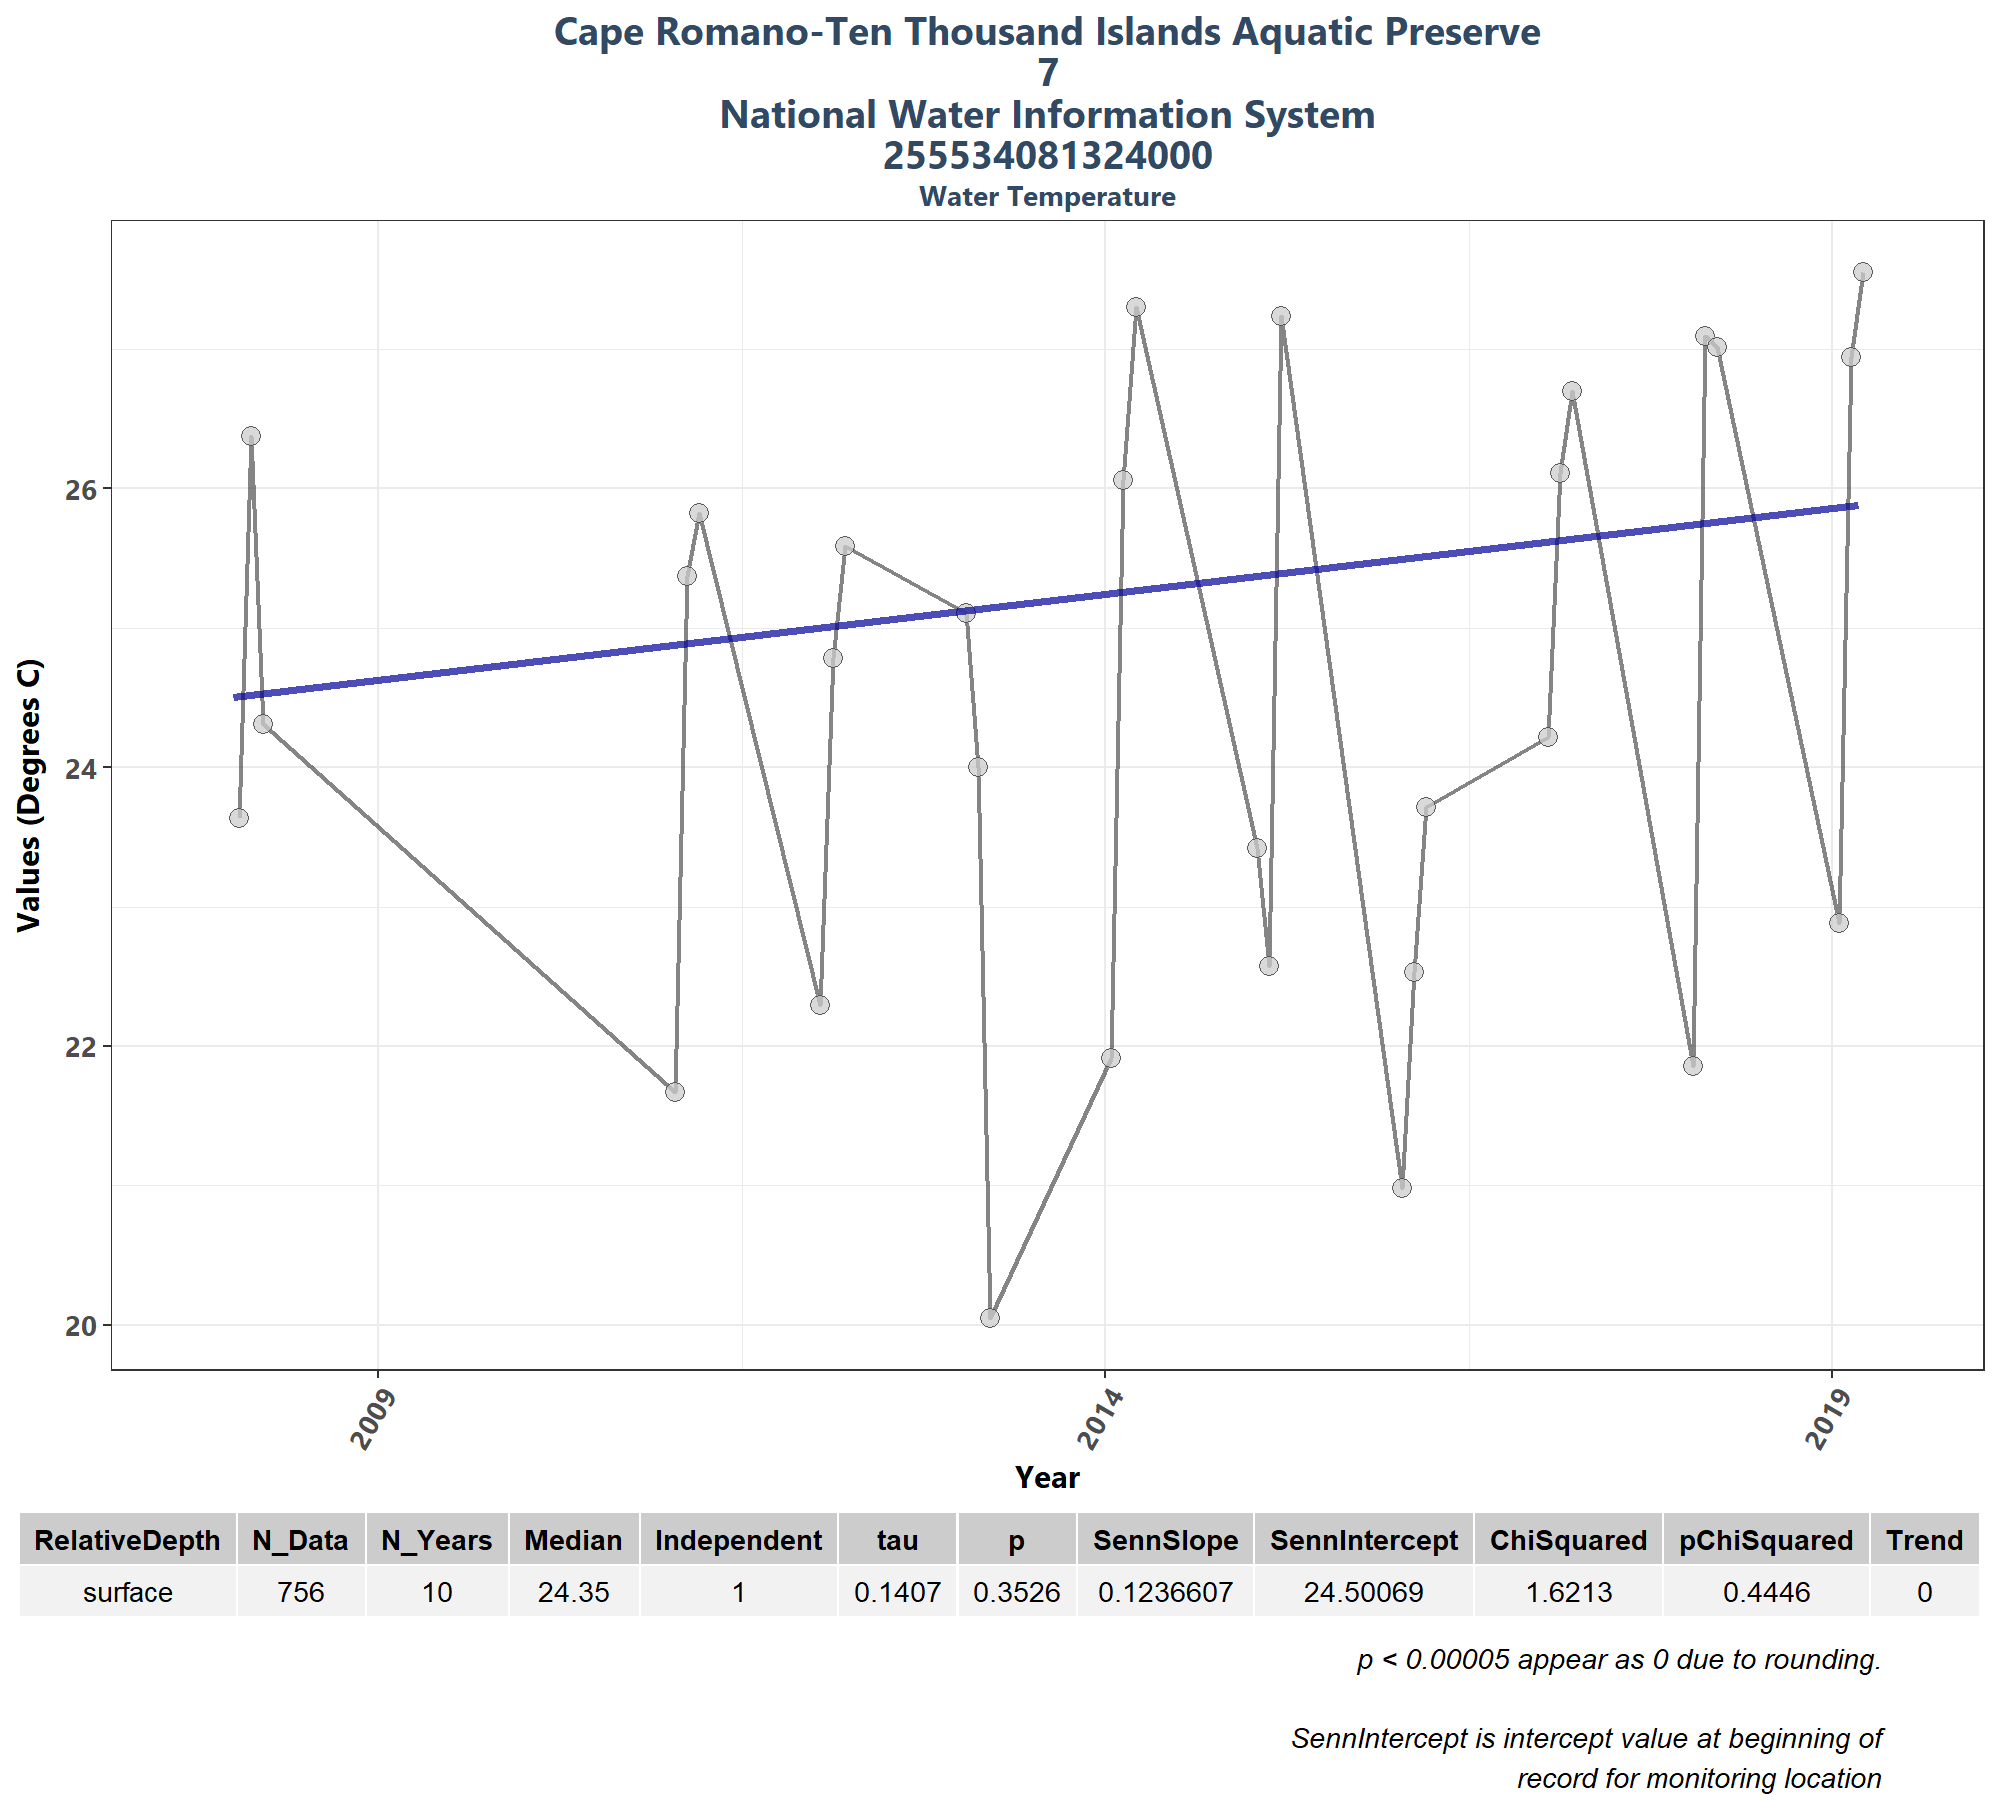 Cape Romano-Ten Thousand Islands Aquatic Preserve
7
National Water Information System
255534081324000
Water Temperature
Values (Degrees C)
26
24
22
20
2009
2014
2019
Year
RelativeDepth N_Data N_Years Median Independent tau p SennSlope SennIntercept ChiSquared pChiSquared Trend
surface 756 10 24.35 1 0.1407 0.3526 0.1236607 24.50069 1.6213 0.4446 0
p < 0.00005 appear as 0 due to rounding.
SennIntercept is intercept value at beginning of
record for monitoring location